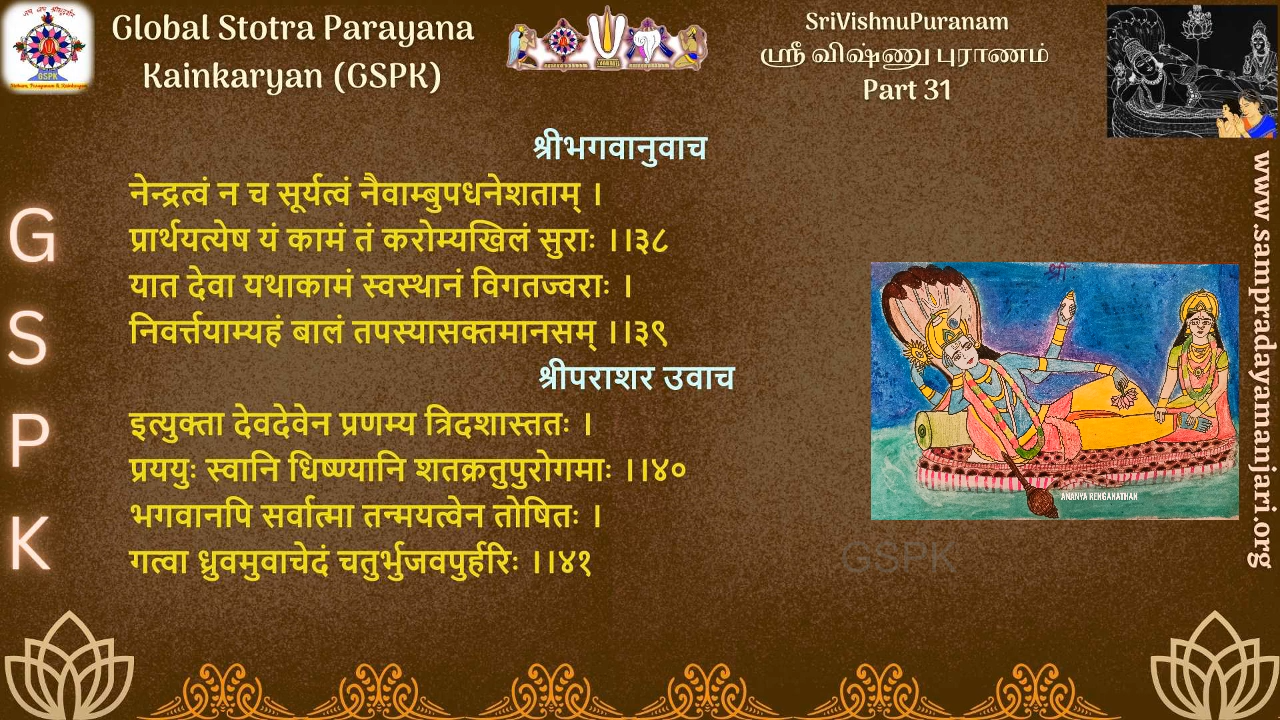 Global Stotra Parayana
Kainkaryan (GSPK)
SriVishnuPuranam
ஸ்ரீ விஷ்ணு புராணம்
Part 31
श्रीभगवानुवाच
नेन्द्रत्वं न च सूर्यत्वं नैवाम्बुपधनेशताम् ।
प्रार्थयत्येष यं कामं तं करोम्यखिलं सुराः ।।३८
यात देवा यथाकामं स्वस्थानं विगतज्वराः ।
निवर्त्तयाम्यहं बालं तपस्यासक्तमानसम् ।।३९
श्रीपराशर उवाच
इत्युक्ता देवदेवेन प्रणम्य त्रिदशास्ततः ।
प्रययुः स्वानि धिष्ण्यानि शतक्रतुपुरोगमाः ।।४०
भगवानपि सर्वात्मा तन्मयत्वेन तोषितः ।
गत्वा ध्रुवमुवाचेदं चतुर्भुजवपुर्हरिः ।।४१
G
S
P
K
www.sampradayamanjari.org
श्री
ANANYA RENGANATHAN
GSPK
GSPK